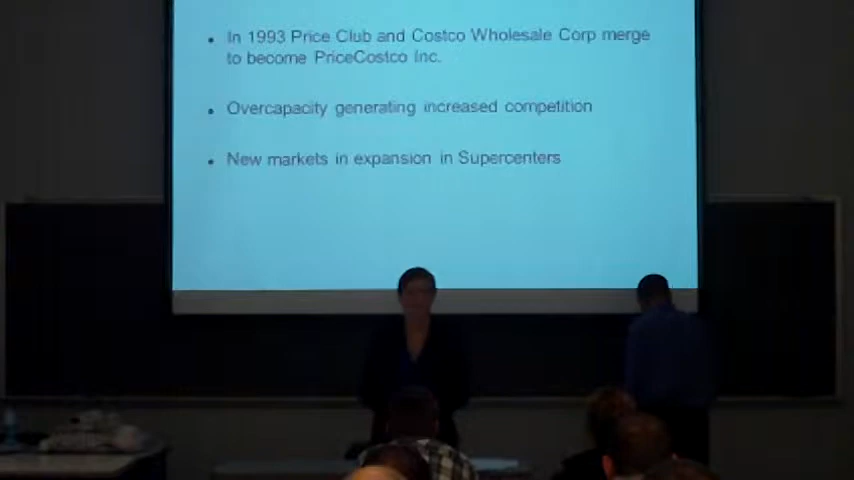 • In 1993 Price Club and Costco Wholesale Corp merge
to become PriceCostco Inc.
• Overcapacity generating increased competition
• New markets in expansion in Supercenters